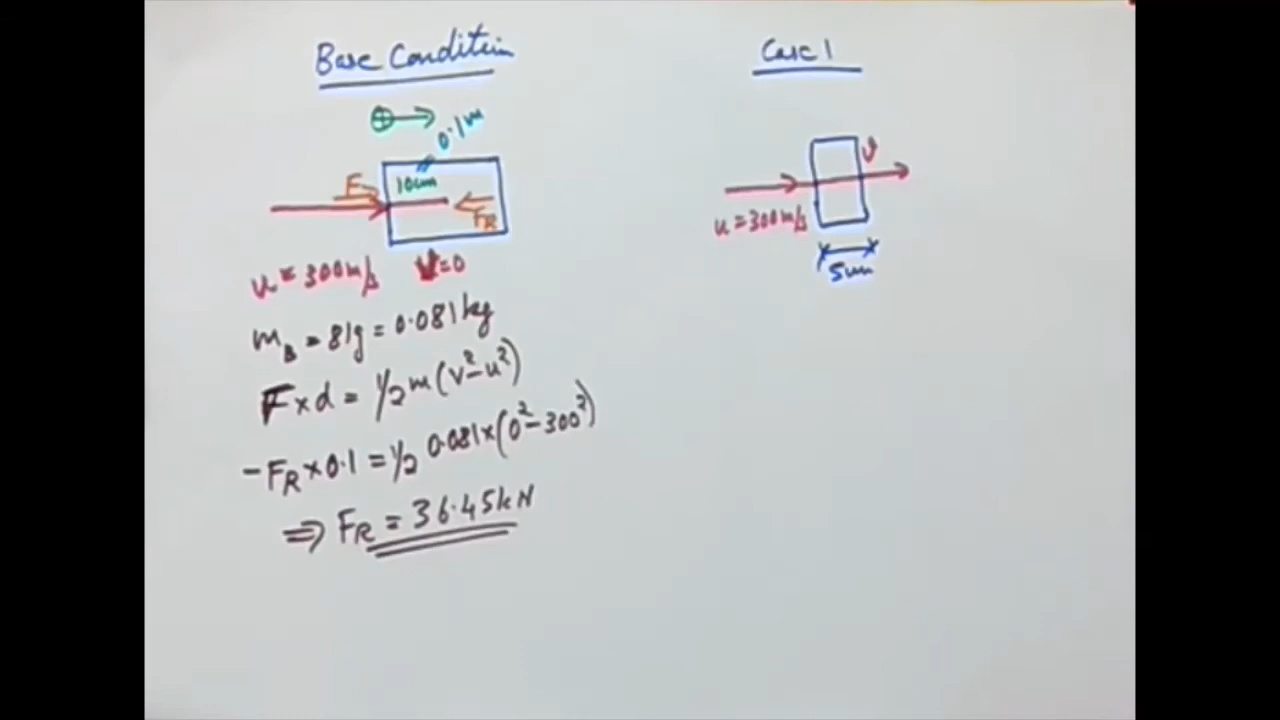 Base Condition
0.1m
F
10cm
FR
u = 300m/s
V=0
mB = 81g = 0.081kg
F×d = 1/2 m(v²-u²)
-FR×0.1 = 1/2 0.081×(0²-300²)
⇒ FR = 36.45kN
Case 1
v
u = 300m/s
5cm